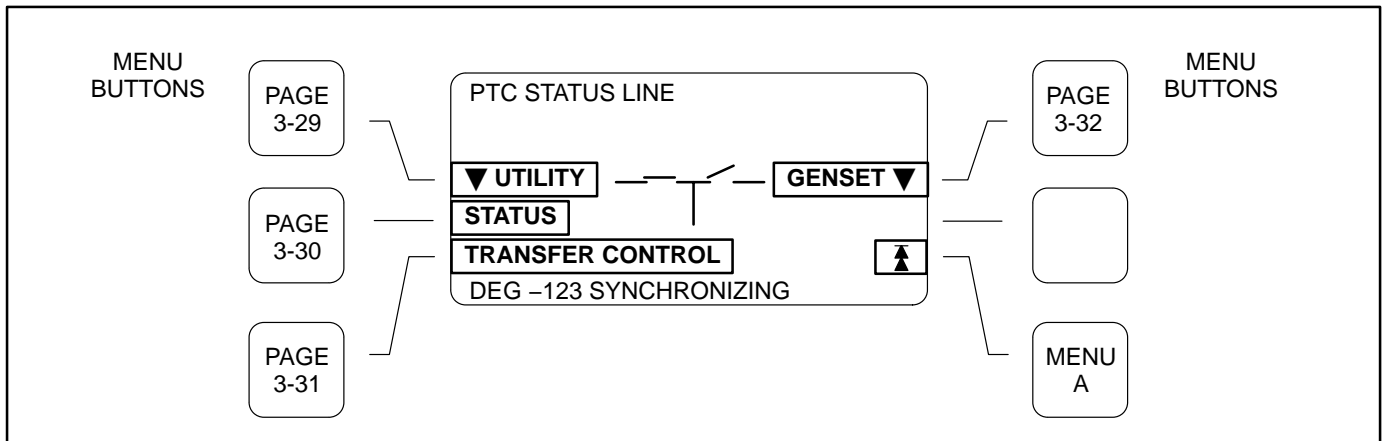 MENU
BUTTONS
PAGE
3-29
PAGE
3-30
PAGE
3-31
PTC STATUS LINE
▼ UTILITY
GENSET ▼
STATUS
TRANSFER CONTROL
DEG –123 SYNCHRONIZING
MENU
BUTTONS
PAGE
3-32
MENU
A